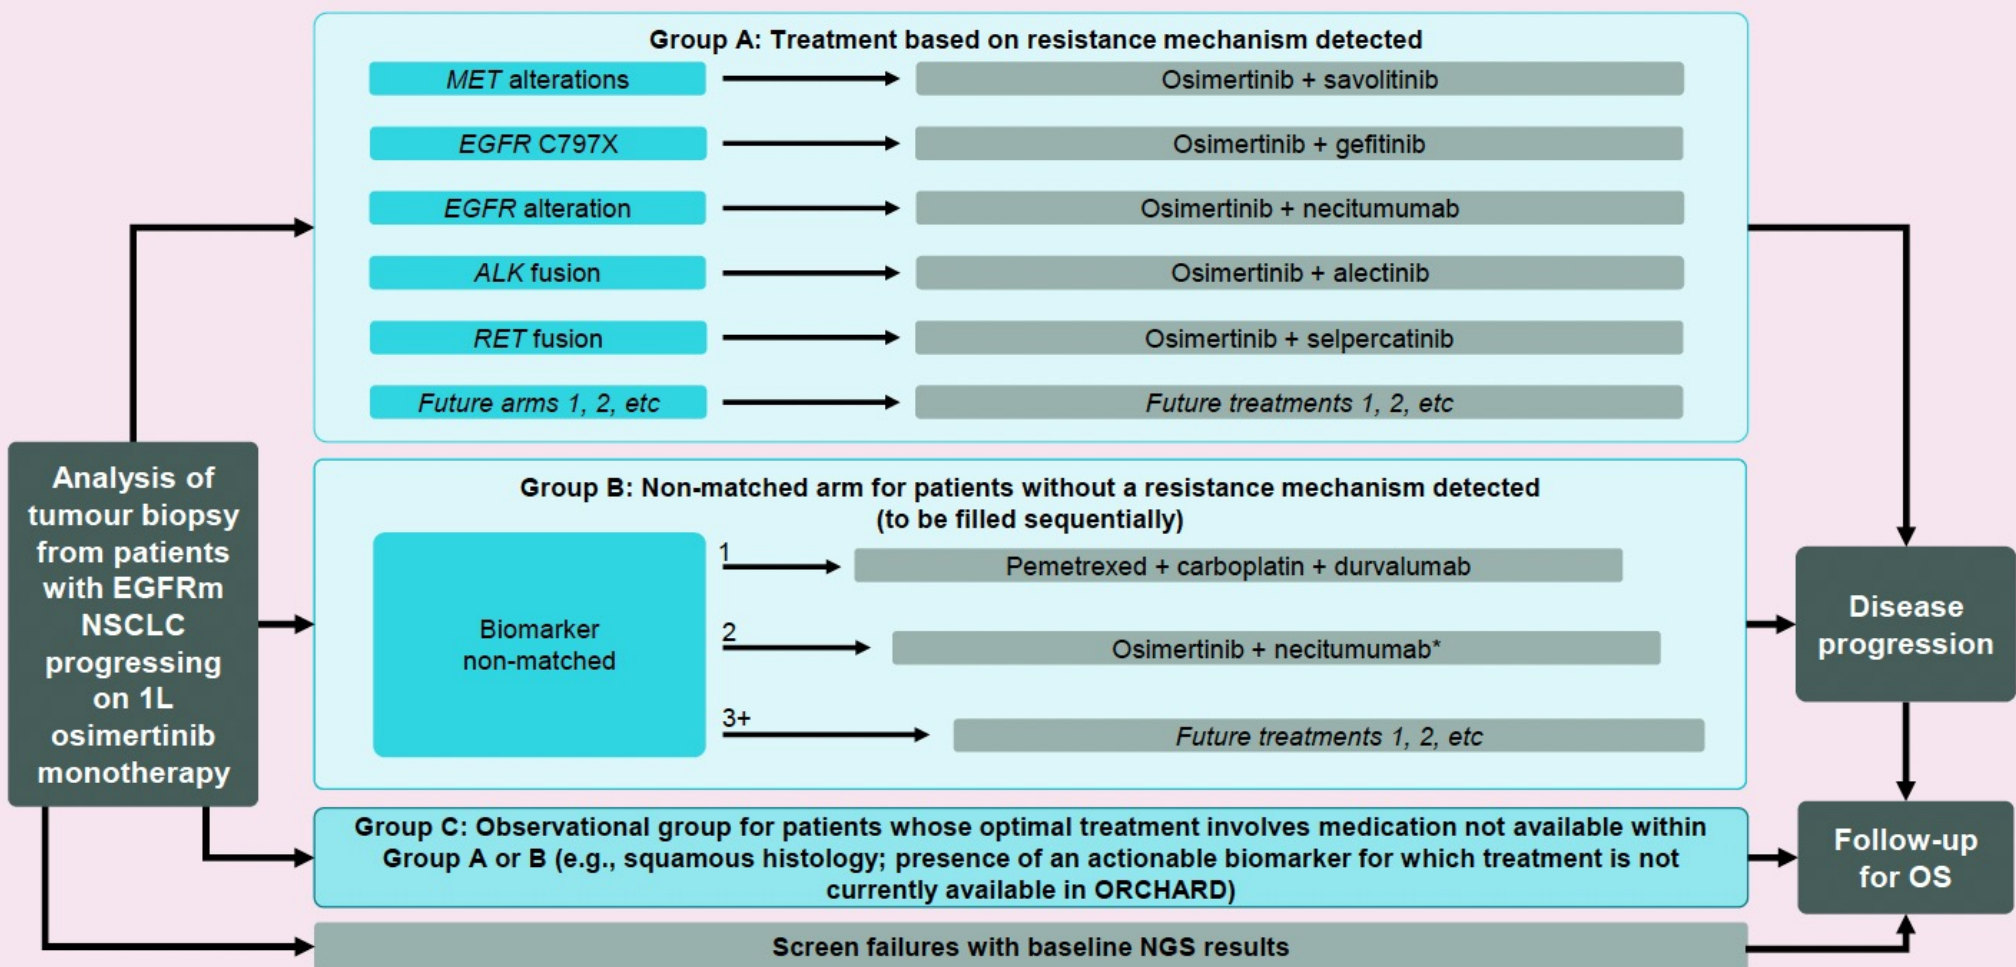 Group A: Treatment based on resistance mechanism detected
MET alterations
Osimertinib + savolitinib
EGFR C797X
Osimertinib + gefitinib
EGFR alteration
Osimertinib + necitumumab
ALK fusion
Osimertinib + alectinib
RET fusion
Osimertinib + selpercatinib
Future arms 1, 2, etc
Future treatments 1, 2, etc
Analysis of
tumour biopsy
from patients
with EGFRm
NSCLC
progressing
on 1L
osimertinib
monotherapy
Group B: Non-matched arm for patients without a resistance mechanism detected
(to be filled sequentially)
Biomarker
non-matched
1
Pemetrexed + carboplatin + durvalumab
2
Osimertinib + necitumumab*
3+
Future treatments 1, 2, etc
Disease
progression
Group C: Observational group for patients whose optimal treatment involves medication not available within
Group A or B (e.g., squamous histology; presence of an actionable biomarker for which treatment is not
currently available in ORCHARD)
Follow-up
for OS
Screen failures with baseline NGS results